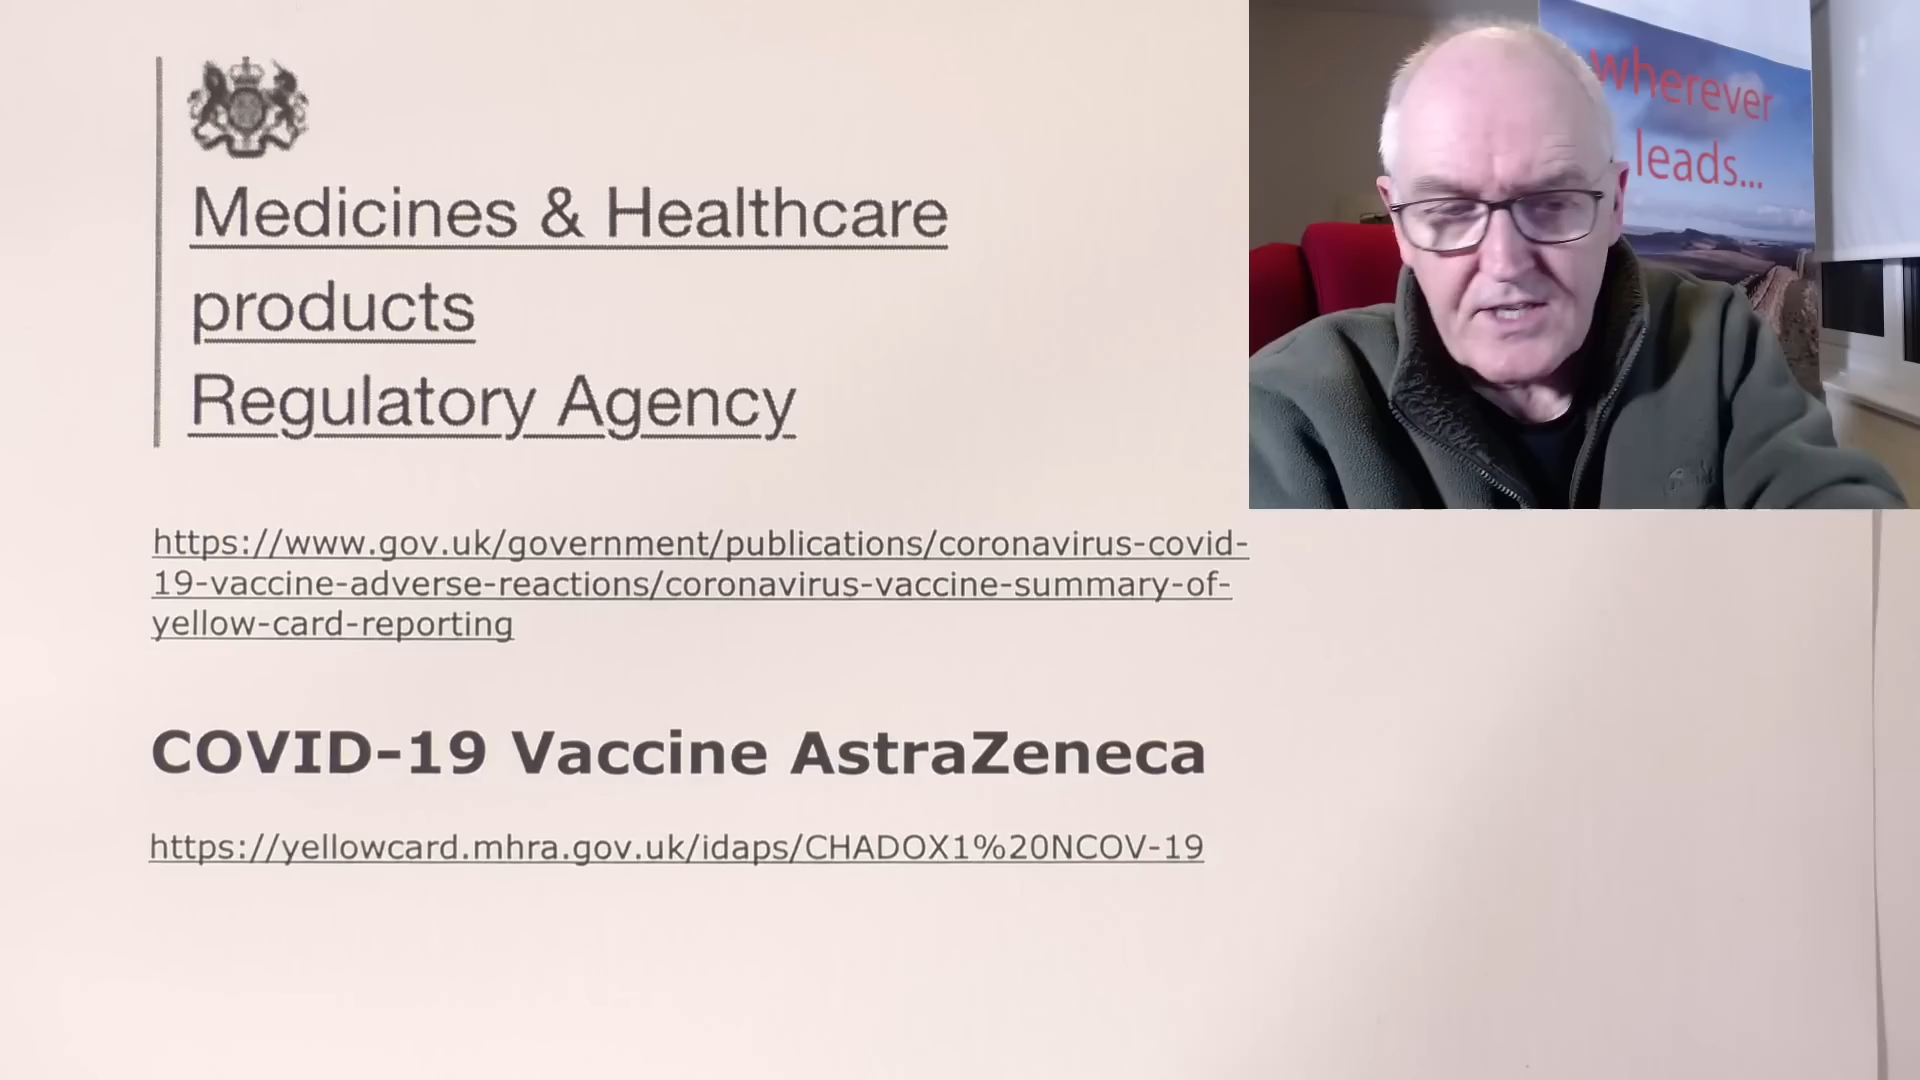 Medicines & Healthcare
products
Regulatory Agency
https://www.gov.uk/government/publications/coronavirus-covid-
19-vaccine-adverse-reactions/coronavirus-vaccine-summary-of-
yellow-card-reporting
COVID-19 Vaccine AstraZeneca
https://yellowcard.mhra.gov.uk/idaps/CHADOX1%20NCOV-19
wherever
leads...